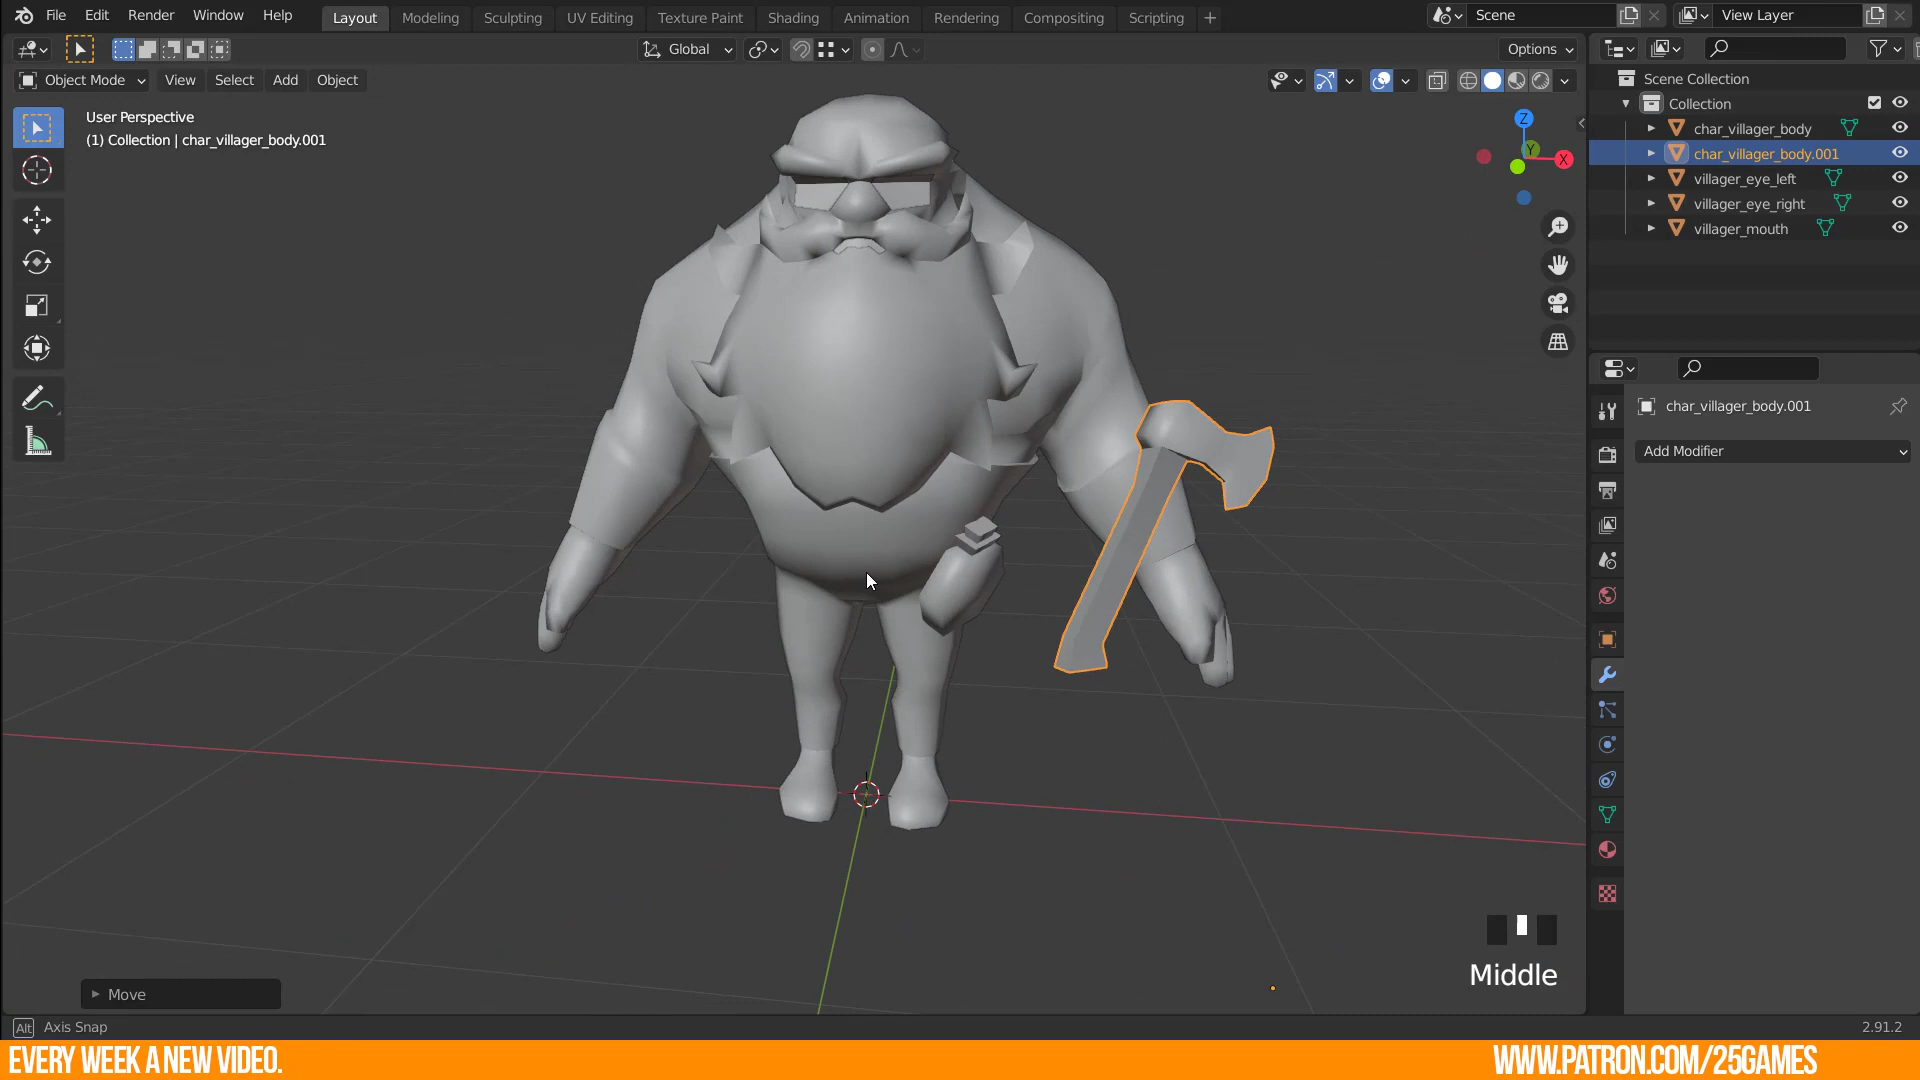 File Edit Render Window Help Layout Modeling Sculpting UV Editing Texture Paint Shading Animation Rendering Compositing Scripting + Scene View Layer
Global Options
Object Mode View Select Add Object
User Perspective
(1) Collection | char_villager_body.001
Z
Y
X
Scene Collection
Collection
char_villager_body
char_villager_body.001
villager_eye_left
villager_eye_right
villager_mouth
char_villager_body.001
Add Modifier
Middle
Move
Alt Axis Snap
2.91.2
EVERY WEEK A NEW VIDEO.
WWW.PATRON.COM/25GAMES